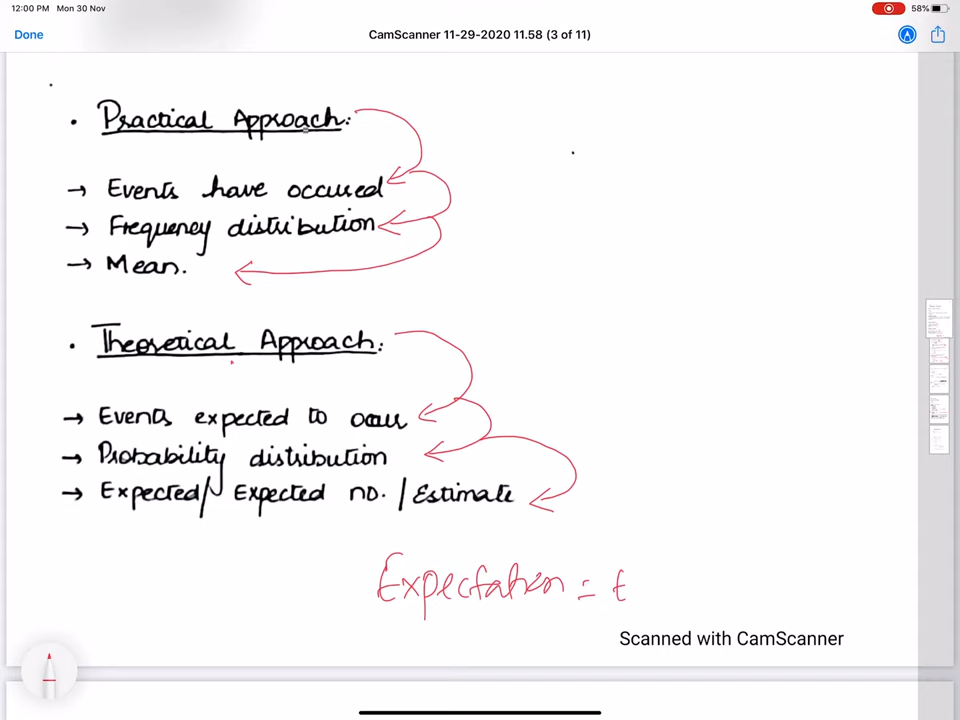 12:00 PM Mon 30 Nov
58%
Done
CamScanner 11-29-2020 11.58 (3 of 11)
• Practical Approach:
→ Events have occured
→ Frequency distribution
→ Mean.
• Theoretical Approach:
→ Events expected to occur
→ Probability distribution
→ Expected/ Expected no. / Estimate
Expectation = t
Scanned with CamScanner